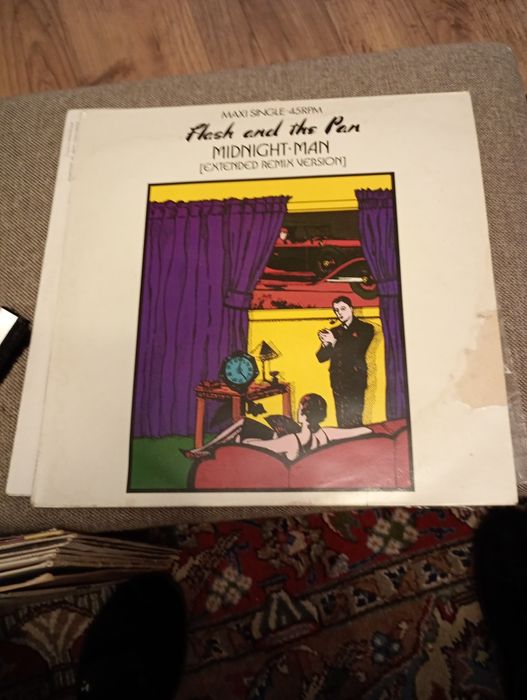 MAXI SINGLE·45RPM
Flash and the Pan
MIDNIGHT·MAN
[EXTENDED REMIX VERSION]